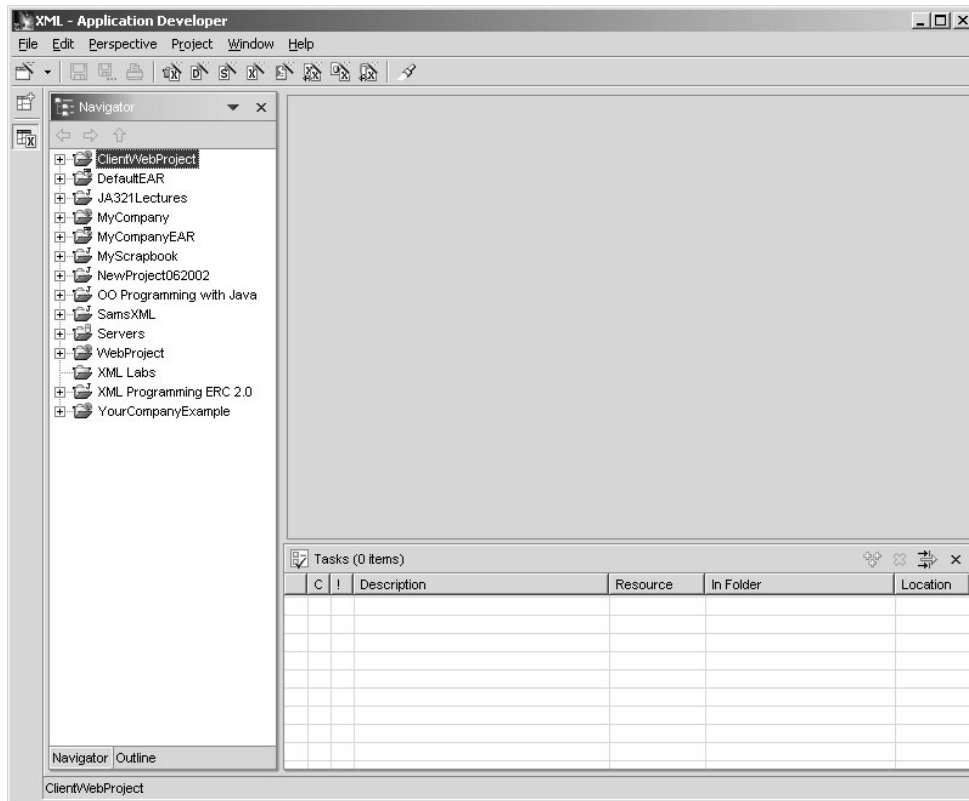 XML - Application Developer
File Edit Perspective Project Window Help
Navigator
ClientWebProject
DefaultEAR
JA321Lectures
MyCompany
MyCompanyEAR
MyScrapbook
NewProject062002
OO Programming with Java
SamsXML
Servers
WebProject
XML Labs
XML Programming ERC 2.0
YourCompanyExample
Tasks (0 items)
C ! Description Resource In Folder Location
Navigator Outline
ClientWebProject